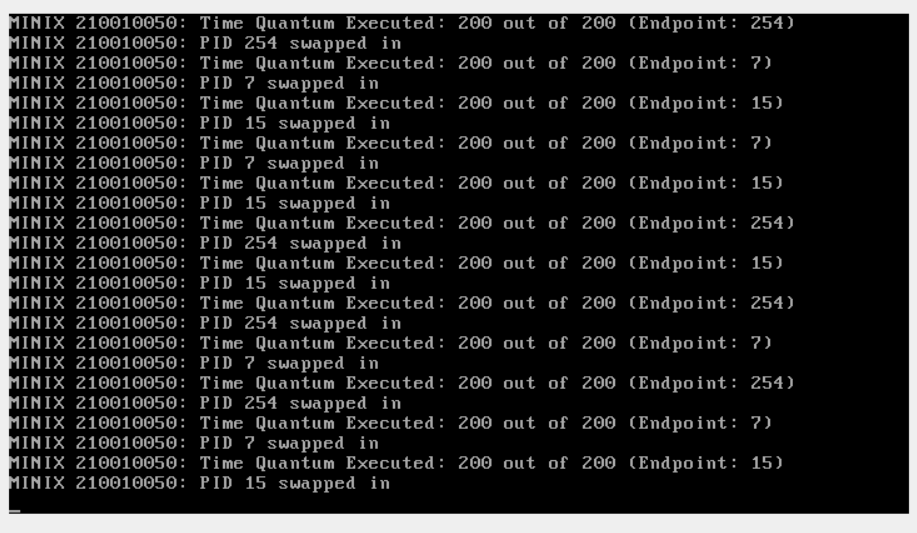 MINIX 210010050: Time Quantum Executed: 200 out of 200 (Endpoint: 254)
MINIX 210010050: PID 254 swapped in
MINIX 210010050: Time Quantum Executed: 200 out of 200 (Endpoint: 7)
MINIX 210010050: PID 7 swapped in
MINIX 210010050: Time Quantum Executed: 200 out of 200 (Endpoint: 15)
MINIX 210010050: PID 15 swapped in
MINIX 210010050: Time Quantum Executed: 200 out of 200 (Endpoint: 7)
MINIX 210010050: PID 7 swapped in
MINIX 210010050: Time Quantum Executed: 200 out of 200 (Endpoint: 15)
MINIX 210010050: PID 15 swapped in
MINIX 210010050: Time Quantum Executed: 200 out of 200 (Endpoint: 254)
MINIX 210010050: PID 254 swapped in
MINIX 210010050: Time Quantum Executed: 200 out of 200 (Endpoint: 15)
MINIX 210010050: PID 15 swapped in
MINIX 210010050: Time Quantum Executed: 200 out of 200 (Endpoint: 254)
MINIX 210010050: PID 254 swapped in
MINIX 210010050: Time Quantum Executed: 200 out of 200 (Endpoint: 7)
MINIX 210010050: PID 7 swapped in
MINIX 210010050: Time Quantum Executed: 200 out of 200 (Endpoint: 254)
MINIX 210010050: PID 254 swapped in
MINIX 210010050: Time Quantum Executed: 200 out of 200 (Endpoint: 7)
MINIX 210010050: PID 7 swapped in
MINIX 210010050: Time Quantum Executed: 200 out of 200 (Endpoint: 15)
MINIX 210010050: PID 15 swapped in